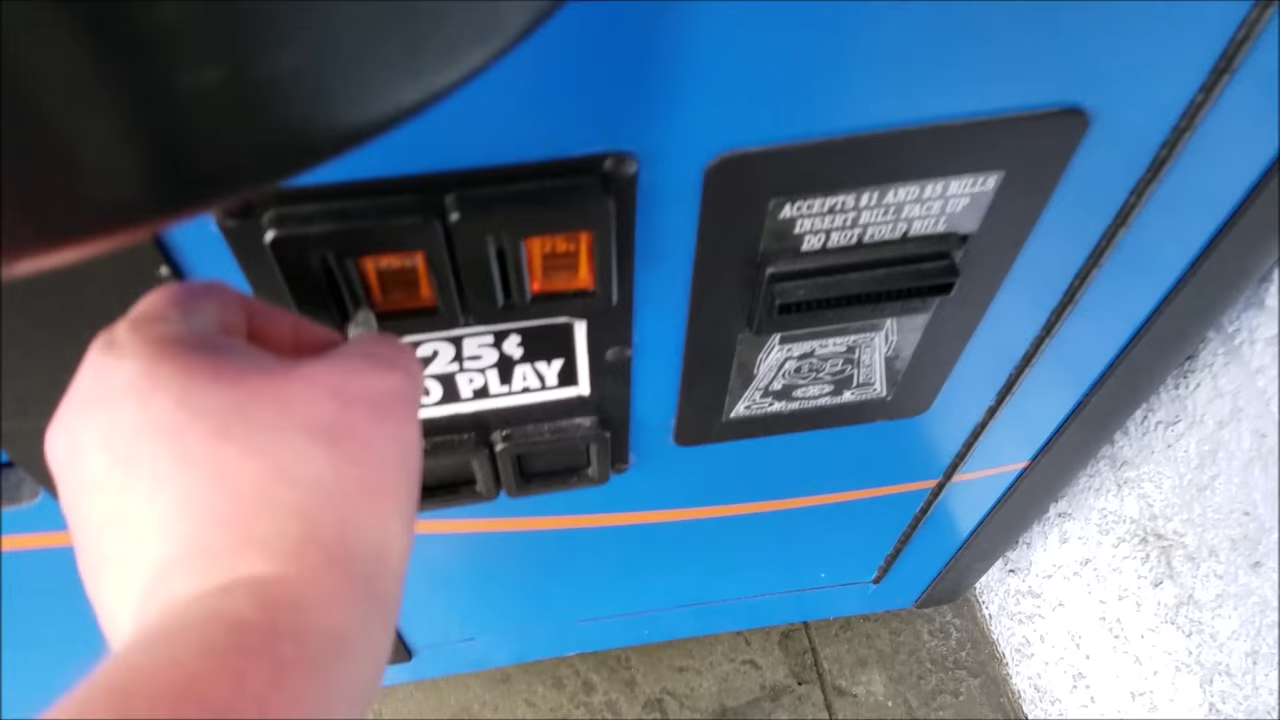 25¢
O PLAY
ACCEPTS $1 AND $5 BILLS
INSERT BILL FACE UP
DO NOT FOLD BILL